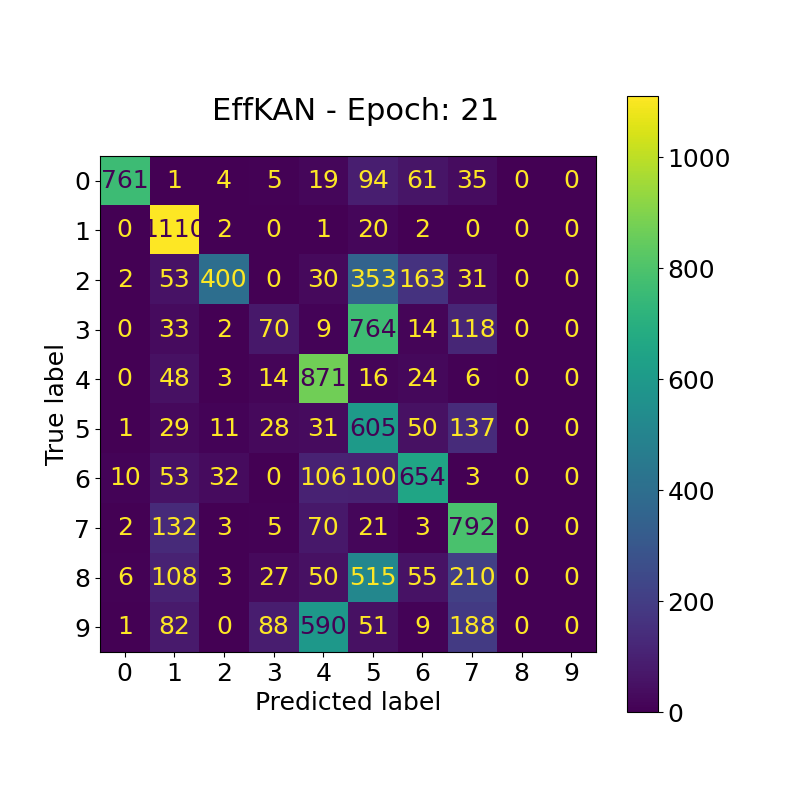 EffKAN - Epoch: 21
0 761 1 4 5 19 94 61 35 0 0
1 0 1110 2 0 1 20 2 0 0 0
2 2 53 400 0 30 353 163 31 0 0
3 0 33 2 70 9 764 14 118 0 0
4 0 48 3 14 871 16 24 6 0 0
5 1 29 11 28 31 605 50 137 0 0
6 10 53 32 0 106 100 654 3 0 0
7 2 132 3 5 70 21 3 792 0 0
8 6 108 3 27 50 515 55 210 0 0
9 1 82 0 88 590 51 9 188 0 0
0 1 2 3 4 5 6 7 8 9
Predicted label
True label
1000
800
600
400
200
0